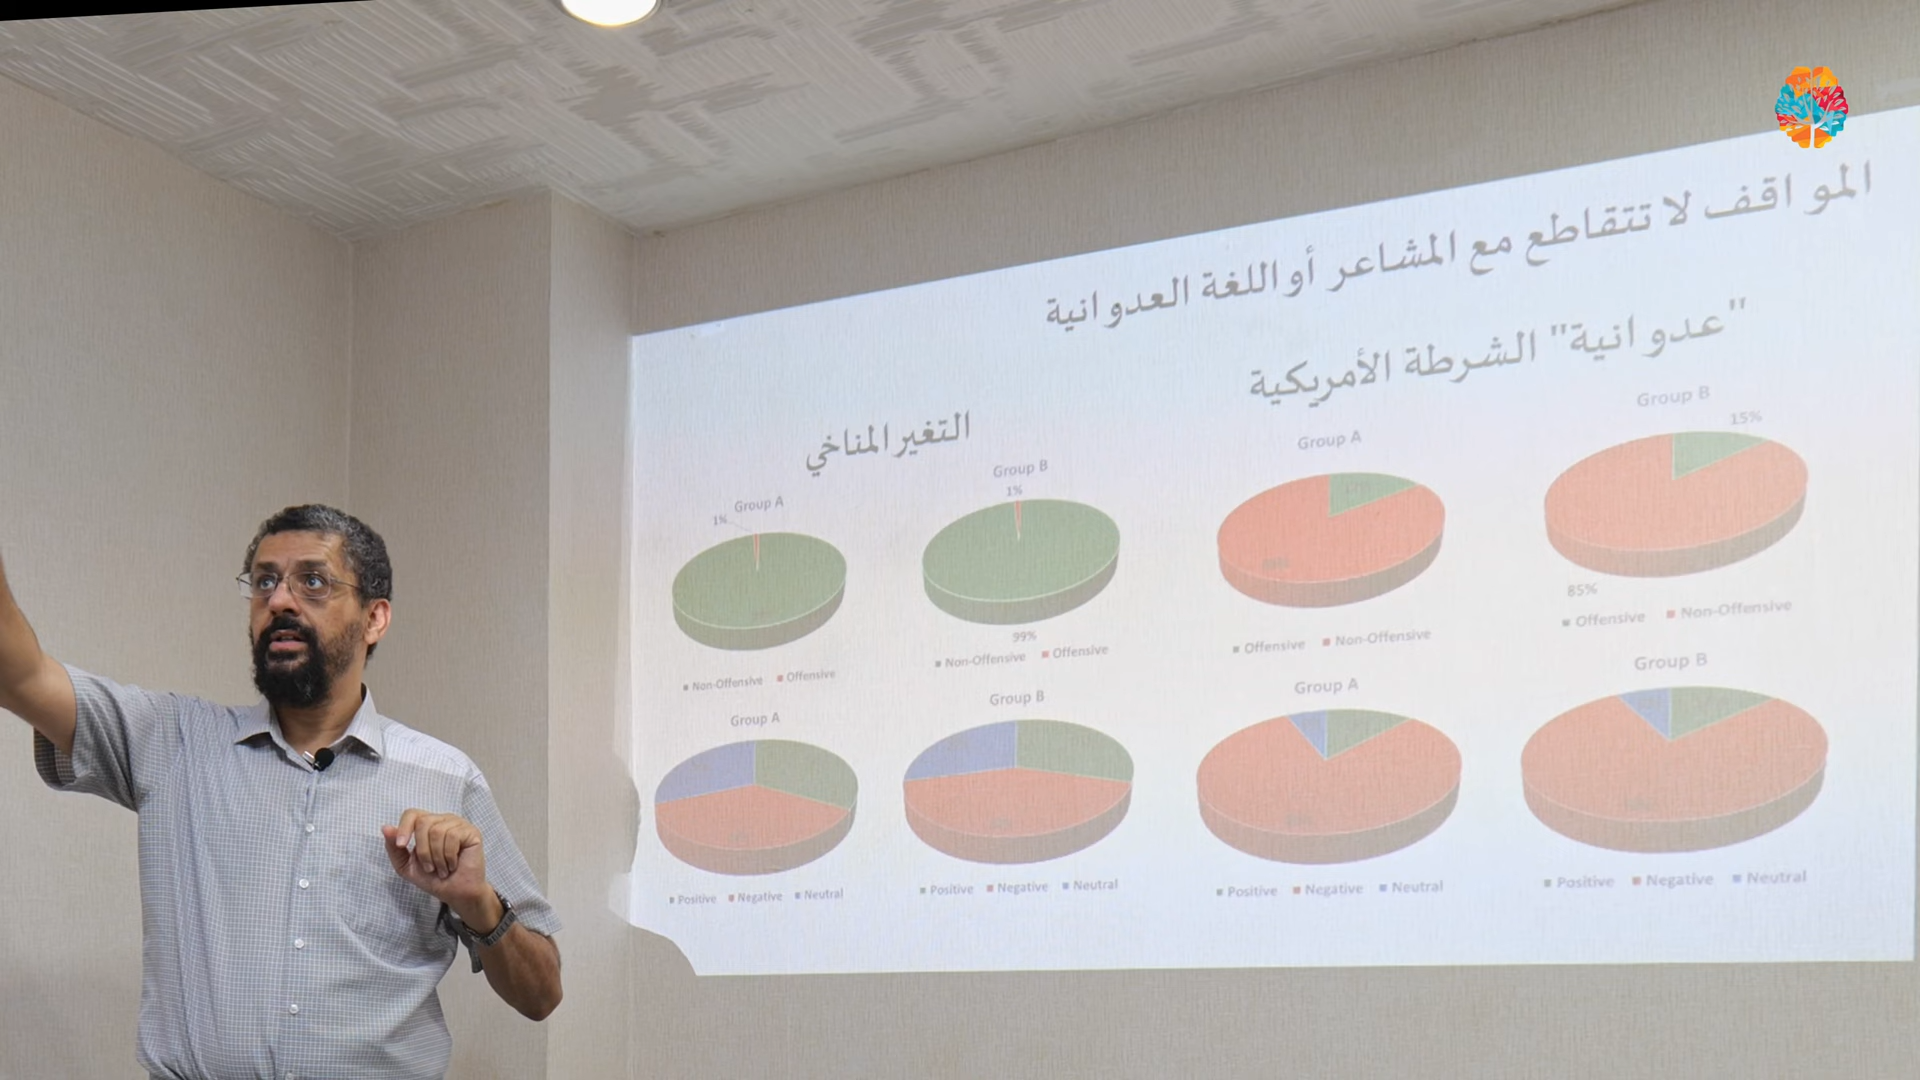 المواقف لا تتقاطع مع المشاعر أو اللغة العدوانية
"عدوانية" الشرطة الأمريكية
التغير المناخي
Group B
15%
85%
Offensive Non-Offensive
Group A
Offensive Non-Offensive
Group B
1%
99%
Non-Offensive Offensive
Group A
1%
Non-Offensive Offensive
Group B
Positive Negative Neutral
Group A
Positive Negative Neutral
Group B
Positive Negative Neutral
Group A
Positive Negative Neutral